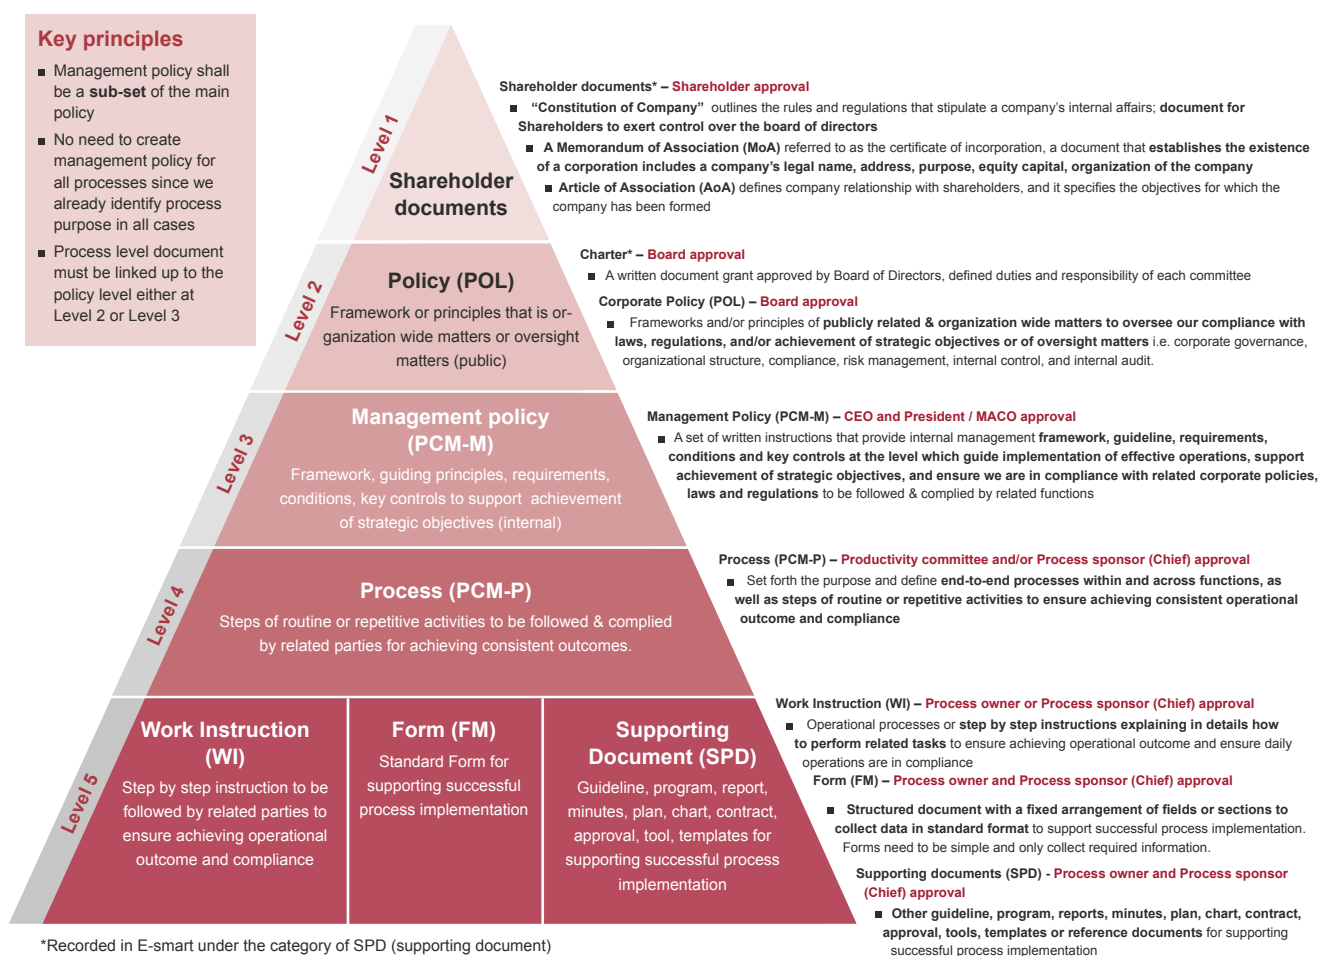 Key principles
Management policy shall
be a sub-set of the main
policy
No need to create
management policy for
all processes since we
already identify process
purpose in all cases
Process level document
must be linked up to the
policy level either at
Level 2 or Level 3
Level 1
Shareholder
documents
Shareholder documents* – Shareholder approval
“Constitution of Company” outlines the rules and regulations that stipulate a company’s internal affairs; document for
Shareholders to exert control over the board of directors
A Memorandum of Association (MoA) referred to as the certificate of incorporation, a document that establishes the existence
of a corporation includes a company’s legal name, address, purpose, equity capital, organization of the company
Article of Association (AoA) defines company relationship with shareholders, and it specifies the objectives for which the
company has been formed
Level 2
Policy (POL)
Framework or principles that is or-
ganization wide matters or oversight
matters (public)
Charter* – Board approval
A written document grant approved by Board of Directors, defined duties and responsibility of each committee
Corporate Policy (POL) – Board approval
Frameworks and/or principles of publicly related & organization wide matters to oversee our compliance with
laws, regulations, and/or achievement of strategic objectives or of oversight matters i.e. corporate governance,
organizational structure, compliance, risk management, internal control, and internal audit.
Level 3
Management policy
(PCM-M)
Framework, guiding principles, requirements,
conditions, key controls to support achievement
of strategic objectives (internal)
Management Policy (PCM-M) – CEO and President / MACO approval
A set of written instructions that provide internal management framework, guideline, requirements,
conditions and key controls at the level which guide implementation of effective operations, support
achievement of strategic objectives, and ensure we are in compliance with related corporate policies,
laws and regulations to be followed & complied by related functions
Level 4
Process (PCM-P)
Steps of routine or repetitive activities to be followed & complied
by related parties for achieving consistent outcomes.
Process (PCM-P) – Productivity committee and/or Process sponsor (Chief) approval
Set forth the purpose and define end-to-end processes within and across functions, as
well as steps of routine or repetitive activities to ensure achieving consistent operational
outcome and compliance
Level 5
Work Instruction
(WI)
Step by step instruction to be
followed by related parties to
ensure achieving operational
outcome and compliance
Form (FM)
Standard Form for
supporting successful
process implementation
Supporting
Document (SPD)
Guideline, program, report,
minutes, plan, chart, contract,
approval, tool, templates for
supporting successful process
implementation
Work Instruction (WI) – Process owner or Process sponsor (Chief) approval
Operational processes or step by step instructions explaining in details how
to perform related tasks to ensure achieving operational outcome and ensure daily
operations are in compliance
Form (FM) – Process owner and Process sponsor (Chief) approval
Structured document with a fixed arrangement of fields or sections to
collect data in standard format to support successful process implementation.
Forms need to be simple and only collect required information.
Supporting documents (SPD) - Process owner and Process sponsor
(Chief) approval
Other guideline, program, reports, minutes, plan, chart, contract,
approval, tools, templates or reference documents for supporting
successful process implementation
*Recorded in E-smart under the category of SPD (supporting document)